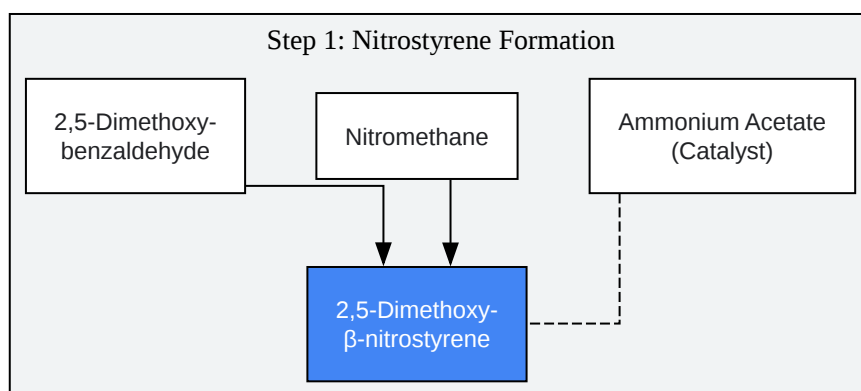 Step 1: Nitrostyrene Formation
2,5-Dimethoxy-
benzaldehyde
Nitromethane
Ammonium Acetate
(Catalyst)
2,5-Dimethoxy-
β-nitrostyrene